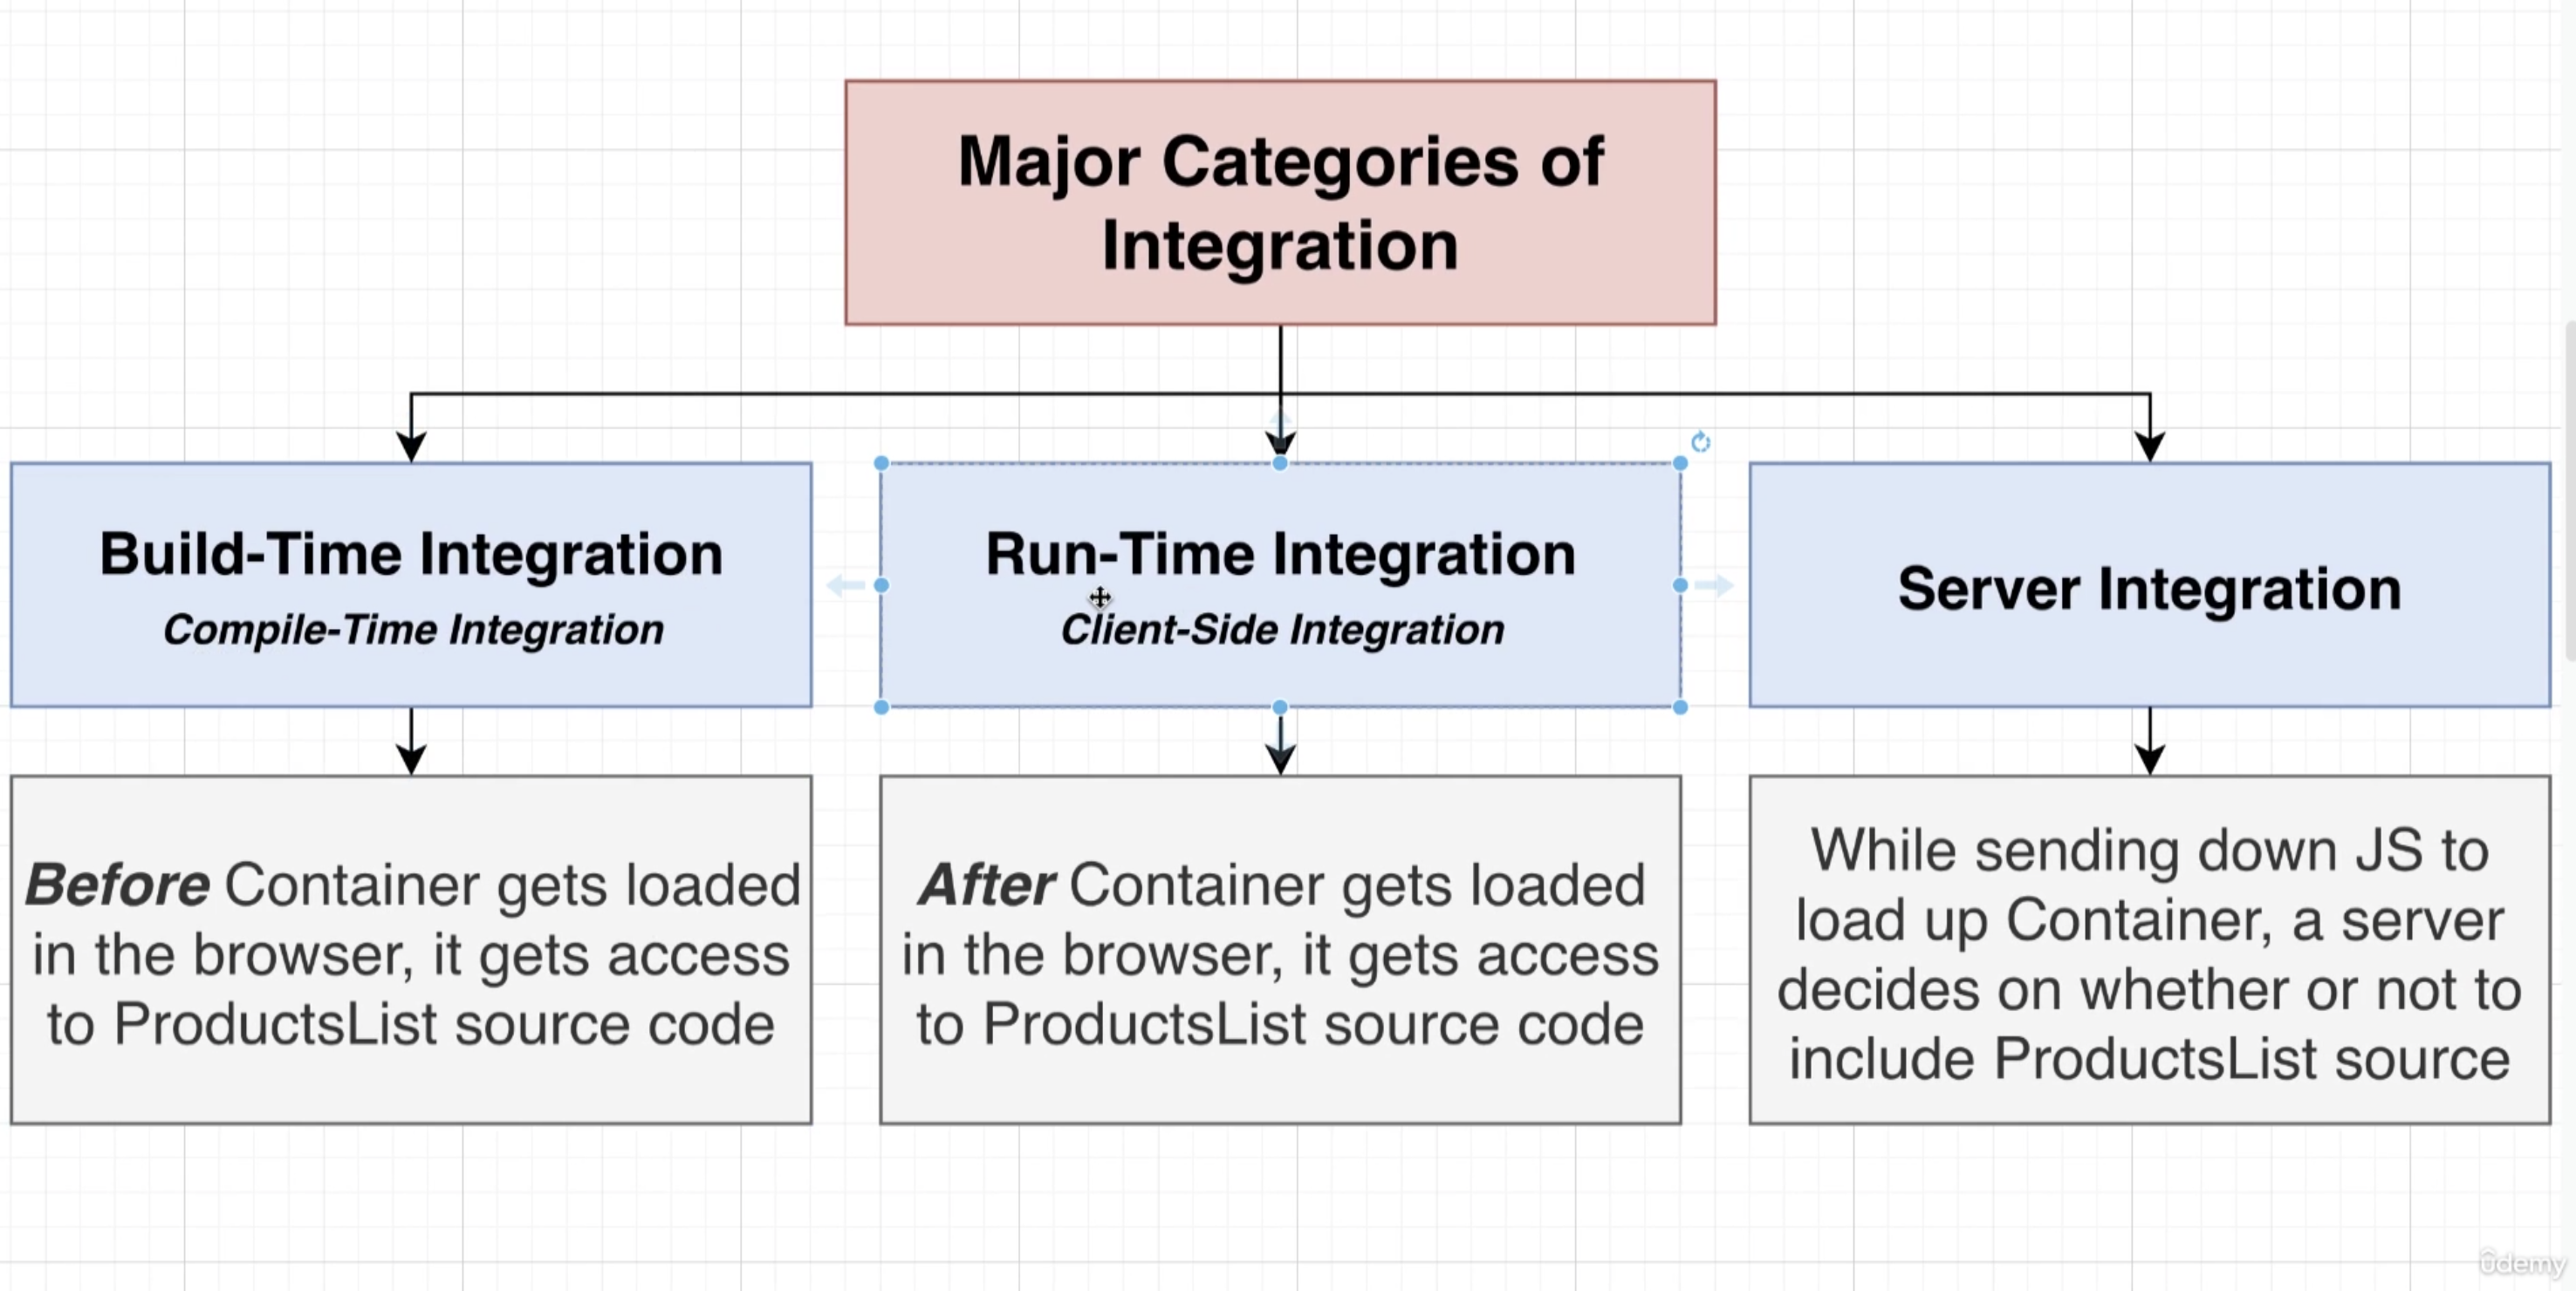 Major Categories of
Integration
Build-Time Integration
Compile-Time Integration
Run-Time Integration
Client-Side Integration
Server Integration
Before Container gets loaded
in the browser, it gets access
to ProductsList source code
After Container gets loaded
in the browser, it gets access
to ProductsList source code
While sending down JS to
load up Container, a server
decides on whether or not to
include ProductsList source
ûdemy